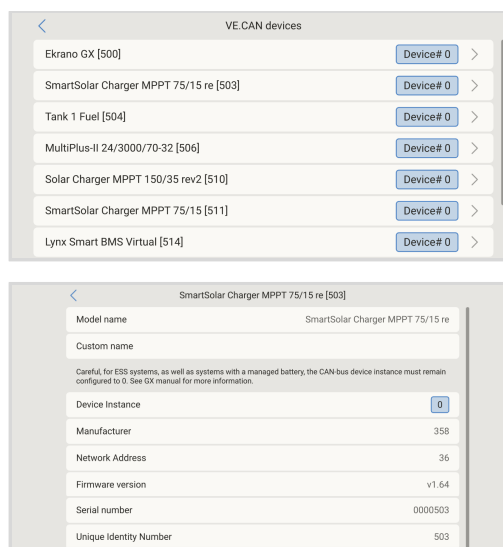 VE.CAN devices
Ekrano GX [500] Device# 0
SmartSolar Charger MPPT 75/15 re [503] Device# 0
Tank 1 Fuel [504] Device# 0
MultiPlus-II 24/3000/70-32 [506] Device# 0
Solar Charger MPPT 150/35 rev2 [510] Device# 0
SmartSolar Charger MPPT 75/15 [511] Device# 0
Lynx Smart BMS Virtual [514] Device# 0
SmartSolar Charger MPPT 75/15 re [503]
Model name SmartSolar Charger MPPT 75/15 re
Custom name
Careful, for ESS systems, as well as systems with a managed battery, the CAN-bus device instance must remain
configured to 0. See GX manual for more information.
Device Instance 0
Manufacturer 358
Network Address 36
Firmware version v1.64
Serial number 0000503
Unique Identity Number 503